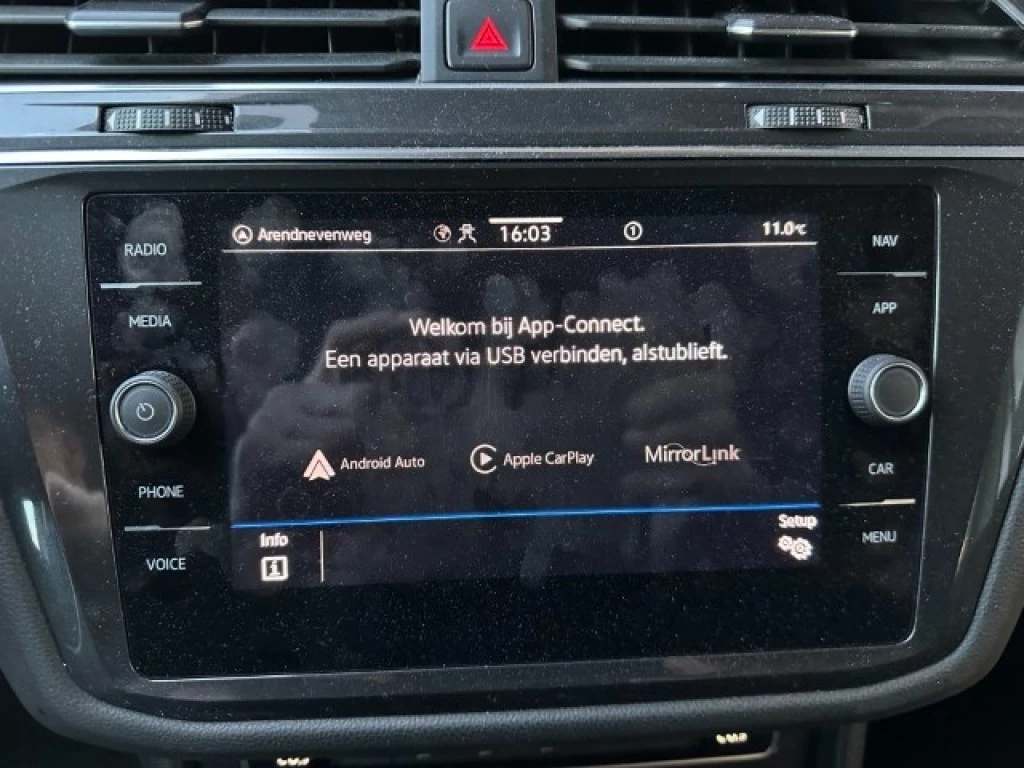 Arendnevenweg 16:03 1 11.0°C
RADIO
MEDIA
PHONE
VOICE
Welkom bij App-Connect.
Een apparaat via USB verbinden, alstublieft.
Android Auto Apple CarPlay MirrorLink
Info
Setup
NAV
APP
CAR
MENU